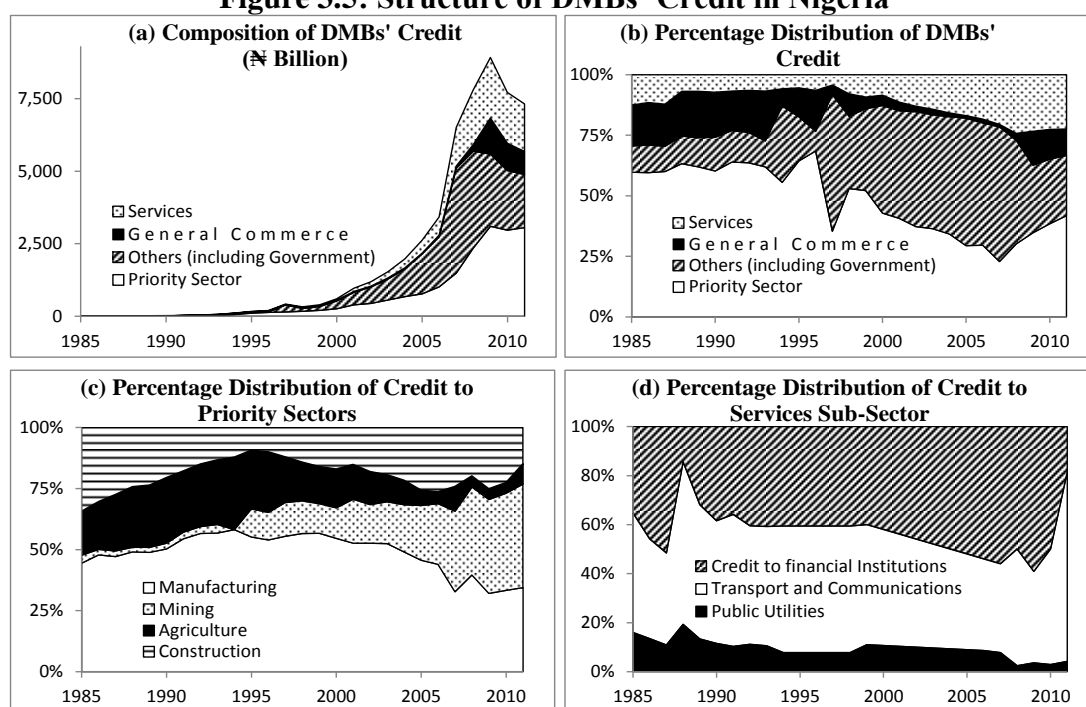 Figure Structure of DMBs' Credit in Nigeria
(a) Composition of DMBs' Credit
(₦ Billion)
7,500
5,000
2,500
0
Services
G e n e r a l C o m m e r c e
Others (including Government)
Priority Sector
1985 1990 1995 2000 2005 2010
(b) Percentage Distribution of DMBs'
Credit
100%
75%
50%
25%
0%
Services
G e n e r a l C o m m e r c e
Others (including Government)
Priority Sector
1985 1990 1995 2000 2005 2010
(c) Percentage Distribution of Credit to
Priority Sectors
100%
75%
50%
25%
0%
Manufacturing
Mining
Agriculture
Construction
1985 1990 1995 2000 2005 2010
(d) Percentage Distribution of Credit to
Services Sub-Sector
100%
80%
60%
40%
20%
0%
Credit to financial Institutions
Transport and Communications
Public Utilities
1985 1990 1995 2000 2005 2010